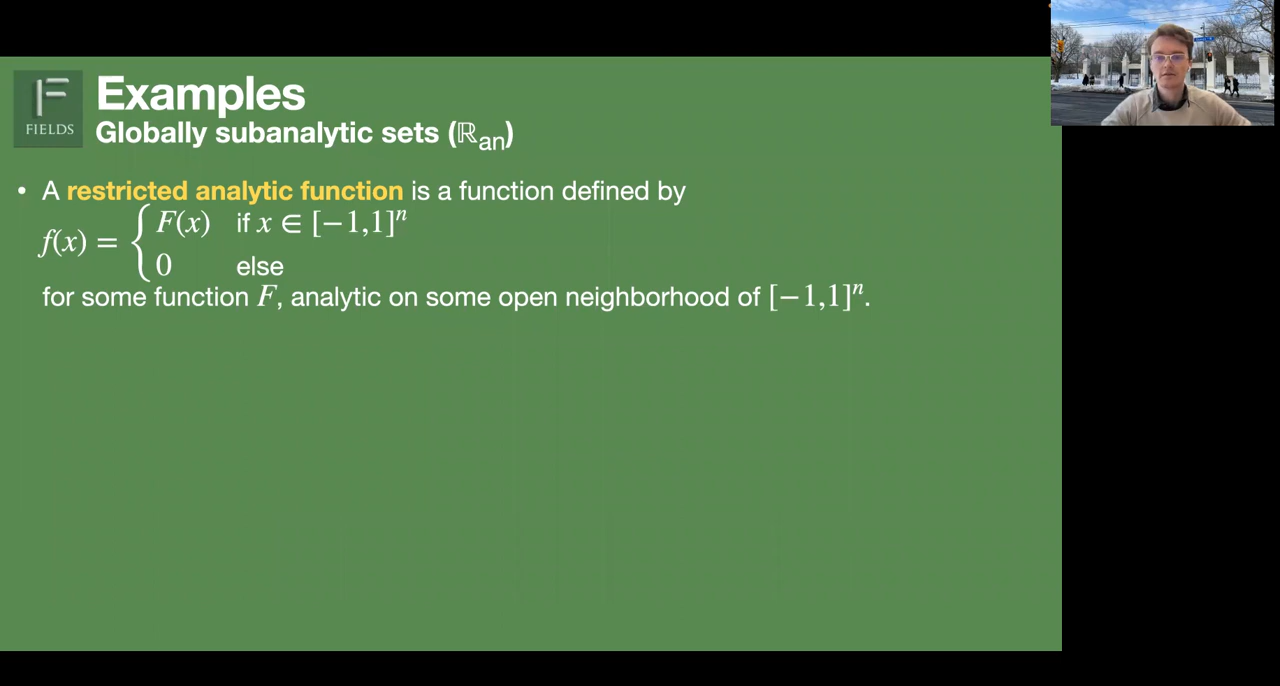 FIELDS
Examples
Globally subanalytic sets (ℝ_an)
• A restricted analytic function is a function defined by
f(x) = { F(x) if x ∈ [−1,1]^n
0 else
for some function F, analytic on some open neighborhood of [−1,1]^n.